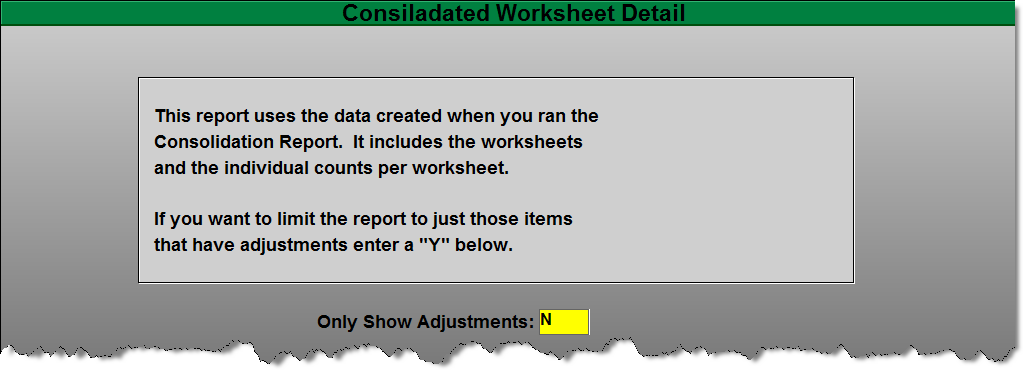 Consiladated Worksheet Detail
This report uses the data created when you ran the
Consolidation Report.  It includes the worksheets
and the individual counts per worksheet.
If you want to limit the report to just those items
that have adjustments enter a "Y" below.
Only Show Adjustments: N